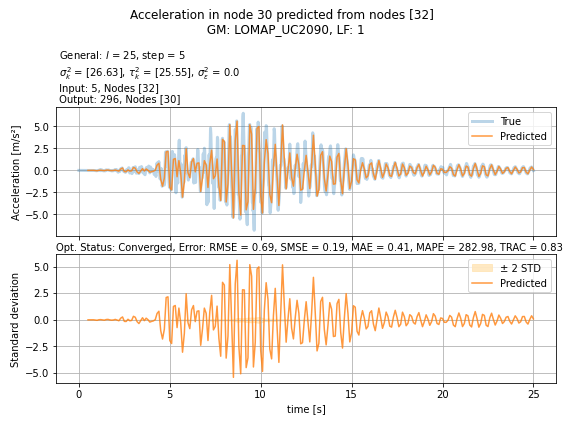 Acceleration in node 30 predicted from nodes [32]
GM: LOMAP_UC2090, LF: 1
General: l = 25, step = 5
σ²ₖ = [26.63], τ²ₖ = [25.55], σ²ε = 0.0
Input: 5, Nodes [32]
Output: 296, Nodes [30]
Acceleration [m/s²]
5.0
2.5
0.0
−2.5
−5.0
True
Predicted
Opt. Status: Converged, Error: RMSE = 0.69, SMSE = 0.19, MAE = 0.41, MAPE = 282.98, TRAC = 0.83
Standard deviation
5.0
2.5
0.0
−2.5
−5.0
± 2 STD
Predicted
0 5 10 15 20 25
time [s]